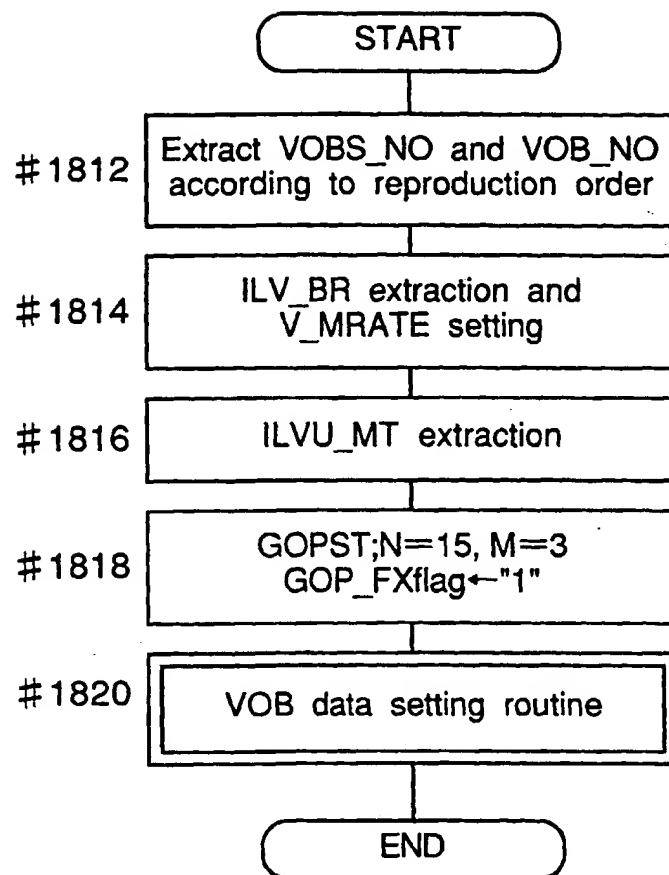 START
#1812
Extract VOBS_NO and VOB_NO
according to reproduction order
#1814
ILV_BR extraction and
V_MRATE setting
#1816
ILVU_MT extraction
#1818
GOPST;N=15, M=3
GOP_FXflag←"1"
#1820
VOB data setting routine
END